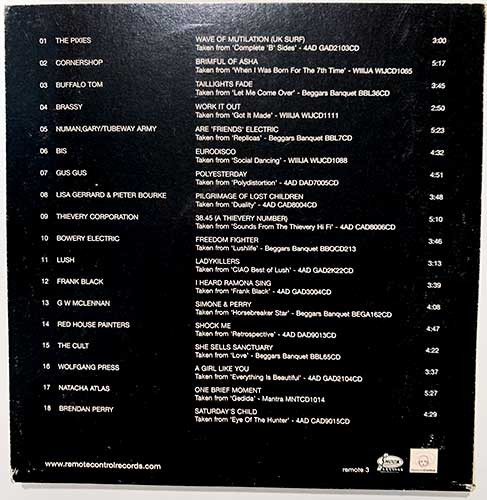 01 THE PIXIES WAVE OF MUTILATION (UK SURF) 3:00
Taken from 'Complete 'B' Sides' - 4AD GAD2103CD
02 CORNERSHOP BRIMFUL OF ASHA 5:17
Taken from 'When I Was Born For The 7th Time' - WIIIJA WIJCD1065
03 BUFFALO TOM TAILLIGHTS FADE 3:45
Taken from 'Let Me Come Over' - Beggars Banquet BBL36CD
04 BRASSY WORK IT OUT 2:50
Taken from 'Got It Made' - WIIIJA WIJCD1111
05 NUMAN,GARY/TUBEWAY ARMY ARE 'FRIENDS' ELECTRIC 5:23
Taken from 'Replicas' - Beggars Banquet BBL7CD
06 BIS EURODISCO 4:32
Taken from 'Social Dancing' - WIIIJA WIJCD1088
07 GUS GUS POLYESTERDAY 4:51
Taken from 'Polydistortion' - 4AD DAD7005CD
08 LISA GERRARD & PIETER BOURKE PILGRIMAGE OF LOST CHILDREN 3:48
Taken from 'Duality' - 4AD CAD8004CD
09 THIEVERY CORPORATION 38.45 (A THIEVERY NUMBER) 5:10
Taken from 'Sounds From The Thievery Hi Fi' - 4AD CAD8006CD
10 BOWERY ELECTRIC FREEDOM FIGHTER 3:46
Taken from 'Lushlife' - Beggars Banquet BBQCD213
11 LUSH LADYKILLERS 3:13
Taken from 'CIAO Best of Lush' - 4AD GAD2K22CD
12 FRANK BLACK I HEARD RAMONA SING 3:39
Taken from 'Frank Black' - 4AD GAD3004CD
13 G W MCLENNAN SIMONE & PERRY 4:08
Taken from 'Horsebreaker Star' - Beggars Banquet BEGA162CD
14 RED HOUSE PAINTERS SHOCK ME 3:47
Taken from 'Retrospective' - 4AD DAD9013CD
15 THE CULT SHE SELLS SANCTUARY 4:22
Taken from 'Love' - Beggars Banquet BBL65CD
16 WOLFGANG PRESS A GIRL LIKE YOU 3:37
Taken from 'Everything Is Beautiful' - 4AD GAD2104CD
17 NATACHA ATLAS ONE BRIEF MOMENT 5:27
Taken from 'Gedida' - Mantra MNTCD1014
18 BRENDAN PERRY SATURDAY'S CHILD 4:29
Taken from 'Eye Of The Hunter' - 4AD CAD9015CD
www.remotecontrolrecords.com remote 3